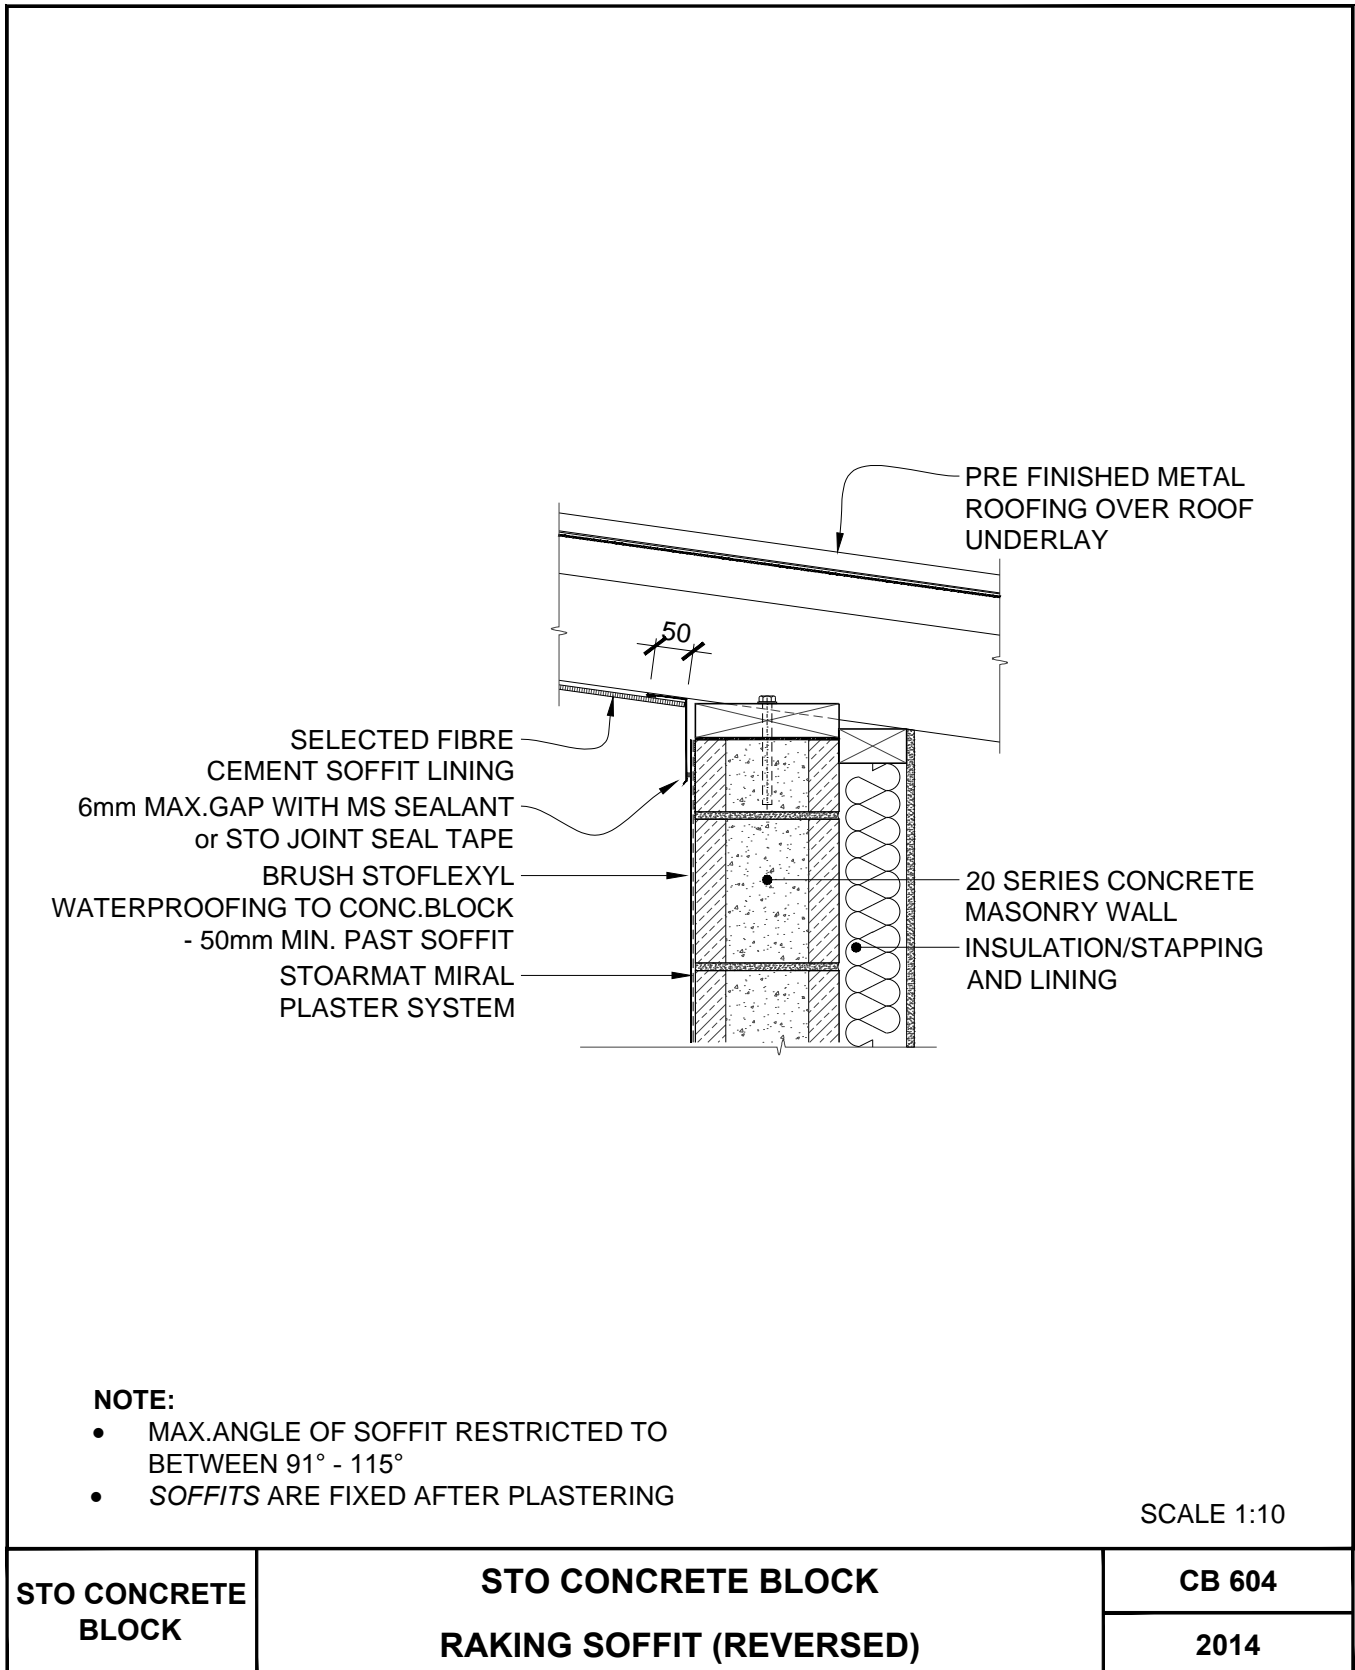 PRE FINISHED METAL
ROOFING OVER ROOF
UNDERLAY
50
SELECTED FIBRE
CEMENT SOFFIT LINING
6mm MAX.GAP WITH MS SEALANT
or STO JOINT SEAL TAPE
BRUSH STOFLEXYL
WATERPROOFING TO CONC.BLOCK
- 50mm MIN. PAST SOFFIT
STOARMAT MIRAL
PLASTER SYSTEM
20 SERIES CONCRETE
MASONRY WALL
INSULATION/STAPPING
AND LINING
NOTE:
• MAX.ANGLE OF SOFFIT RESTRICTED TO
BETWEEN 91° - 115°
• SOFFITS ARE FIXED AFTER PLASTERING
SCALE 1:10
STO CONCRETE
BLOCK
STO CONCRETE BLOCK
RAKING SOFFIT (REVERSED)
CB 604
2014